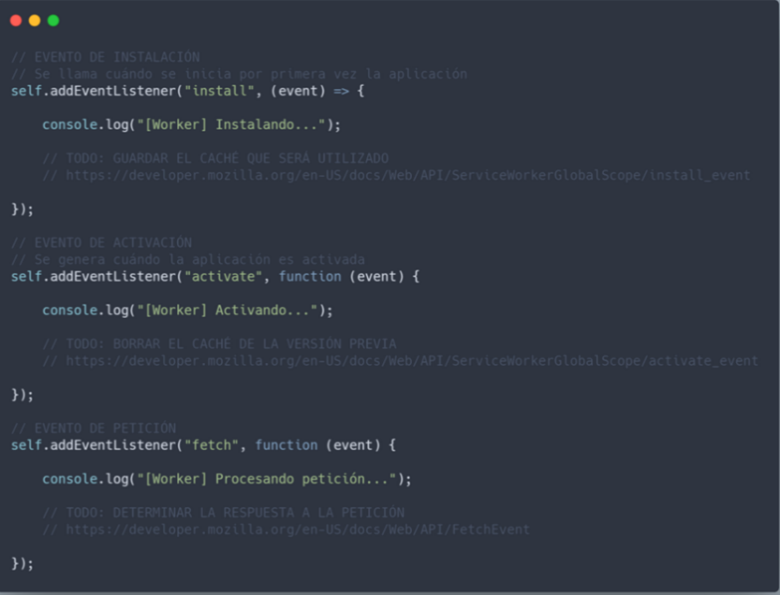 // EVENTO DE INSTALACIÓN
// Se llama cuándo se inicia por primera vez la aplicación
self.addEventListener("install", (event) => {
console.log("[Worker] Instalando...");
// TODO: GUARDAR EL CACHÉ QUE SERÁ UTILIZADO
// https://developer.mozilla.org/en-US/docs/Web/API/ServiceWorkerGlobalScope/install_event
});
// EVENTO DE ACTIVACIÓN
// Se genera cuándo la aplicación es activada
self.addEventListener("activate", function (event) {
console.log("[Worker] Activando...");
// TODO: BORRAR EL CACHÉ DE LA VERSIÓN PREVIA
// https://developer.mozilla.org/en-US/docs/Web/API/ServiceWorkerGlobalScope/activate_event
});
// EVENTO DE PETICIÓN
self.addEventListener("fetch", function (event) {
console.log("[Worker] Procesando petición...");
// TODO: DETERMINAR LA RESPUESTA A LA PETICIÓN
// https://developer.mozilla.org/en-US/docs/Web/API/FetchEvent
});